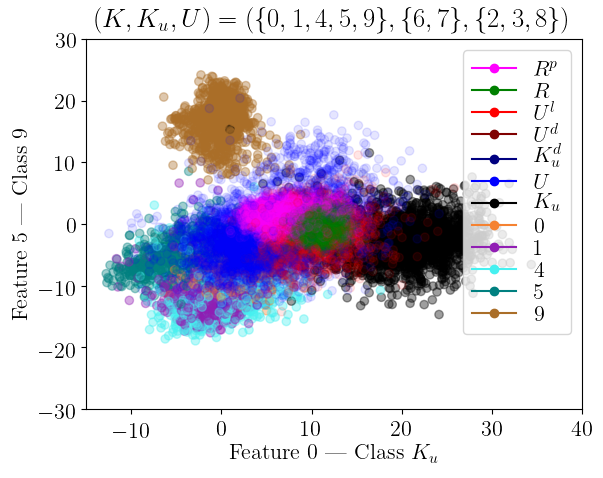 (K, K_u, U) = ({0, 1, 4, 5, 9}, {6, 7}, {2, 3, 8})
30
20
10
0
−10
−20
−30
Feature 5 — Class 9
R^p
R
U^l
U^d
K_u^d
U
K_u
0
1
4
5
9
−10
0
10
20
30
40
Feature 0 — Class K_u